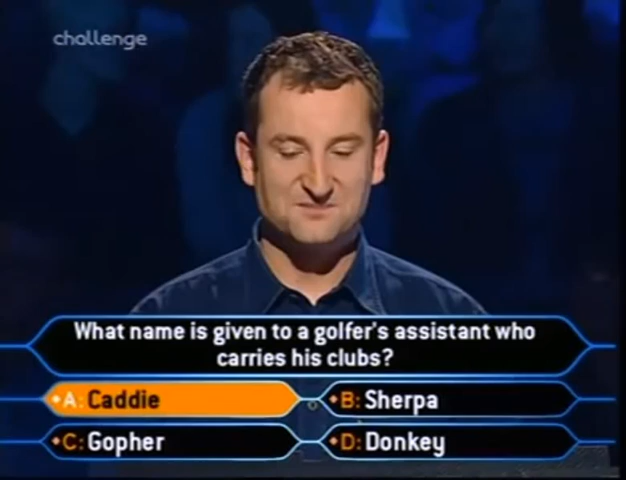 challenge
What name is given to a golfer's assistant who
carries his clubs?
A: Caddie
B: Sherpa
C: Gopher
D: Donkey